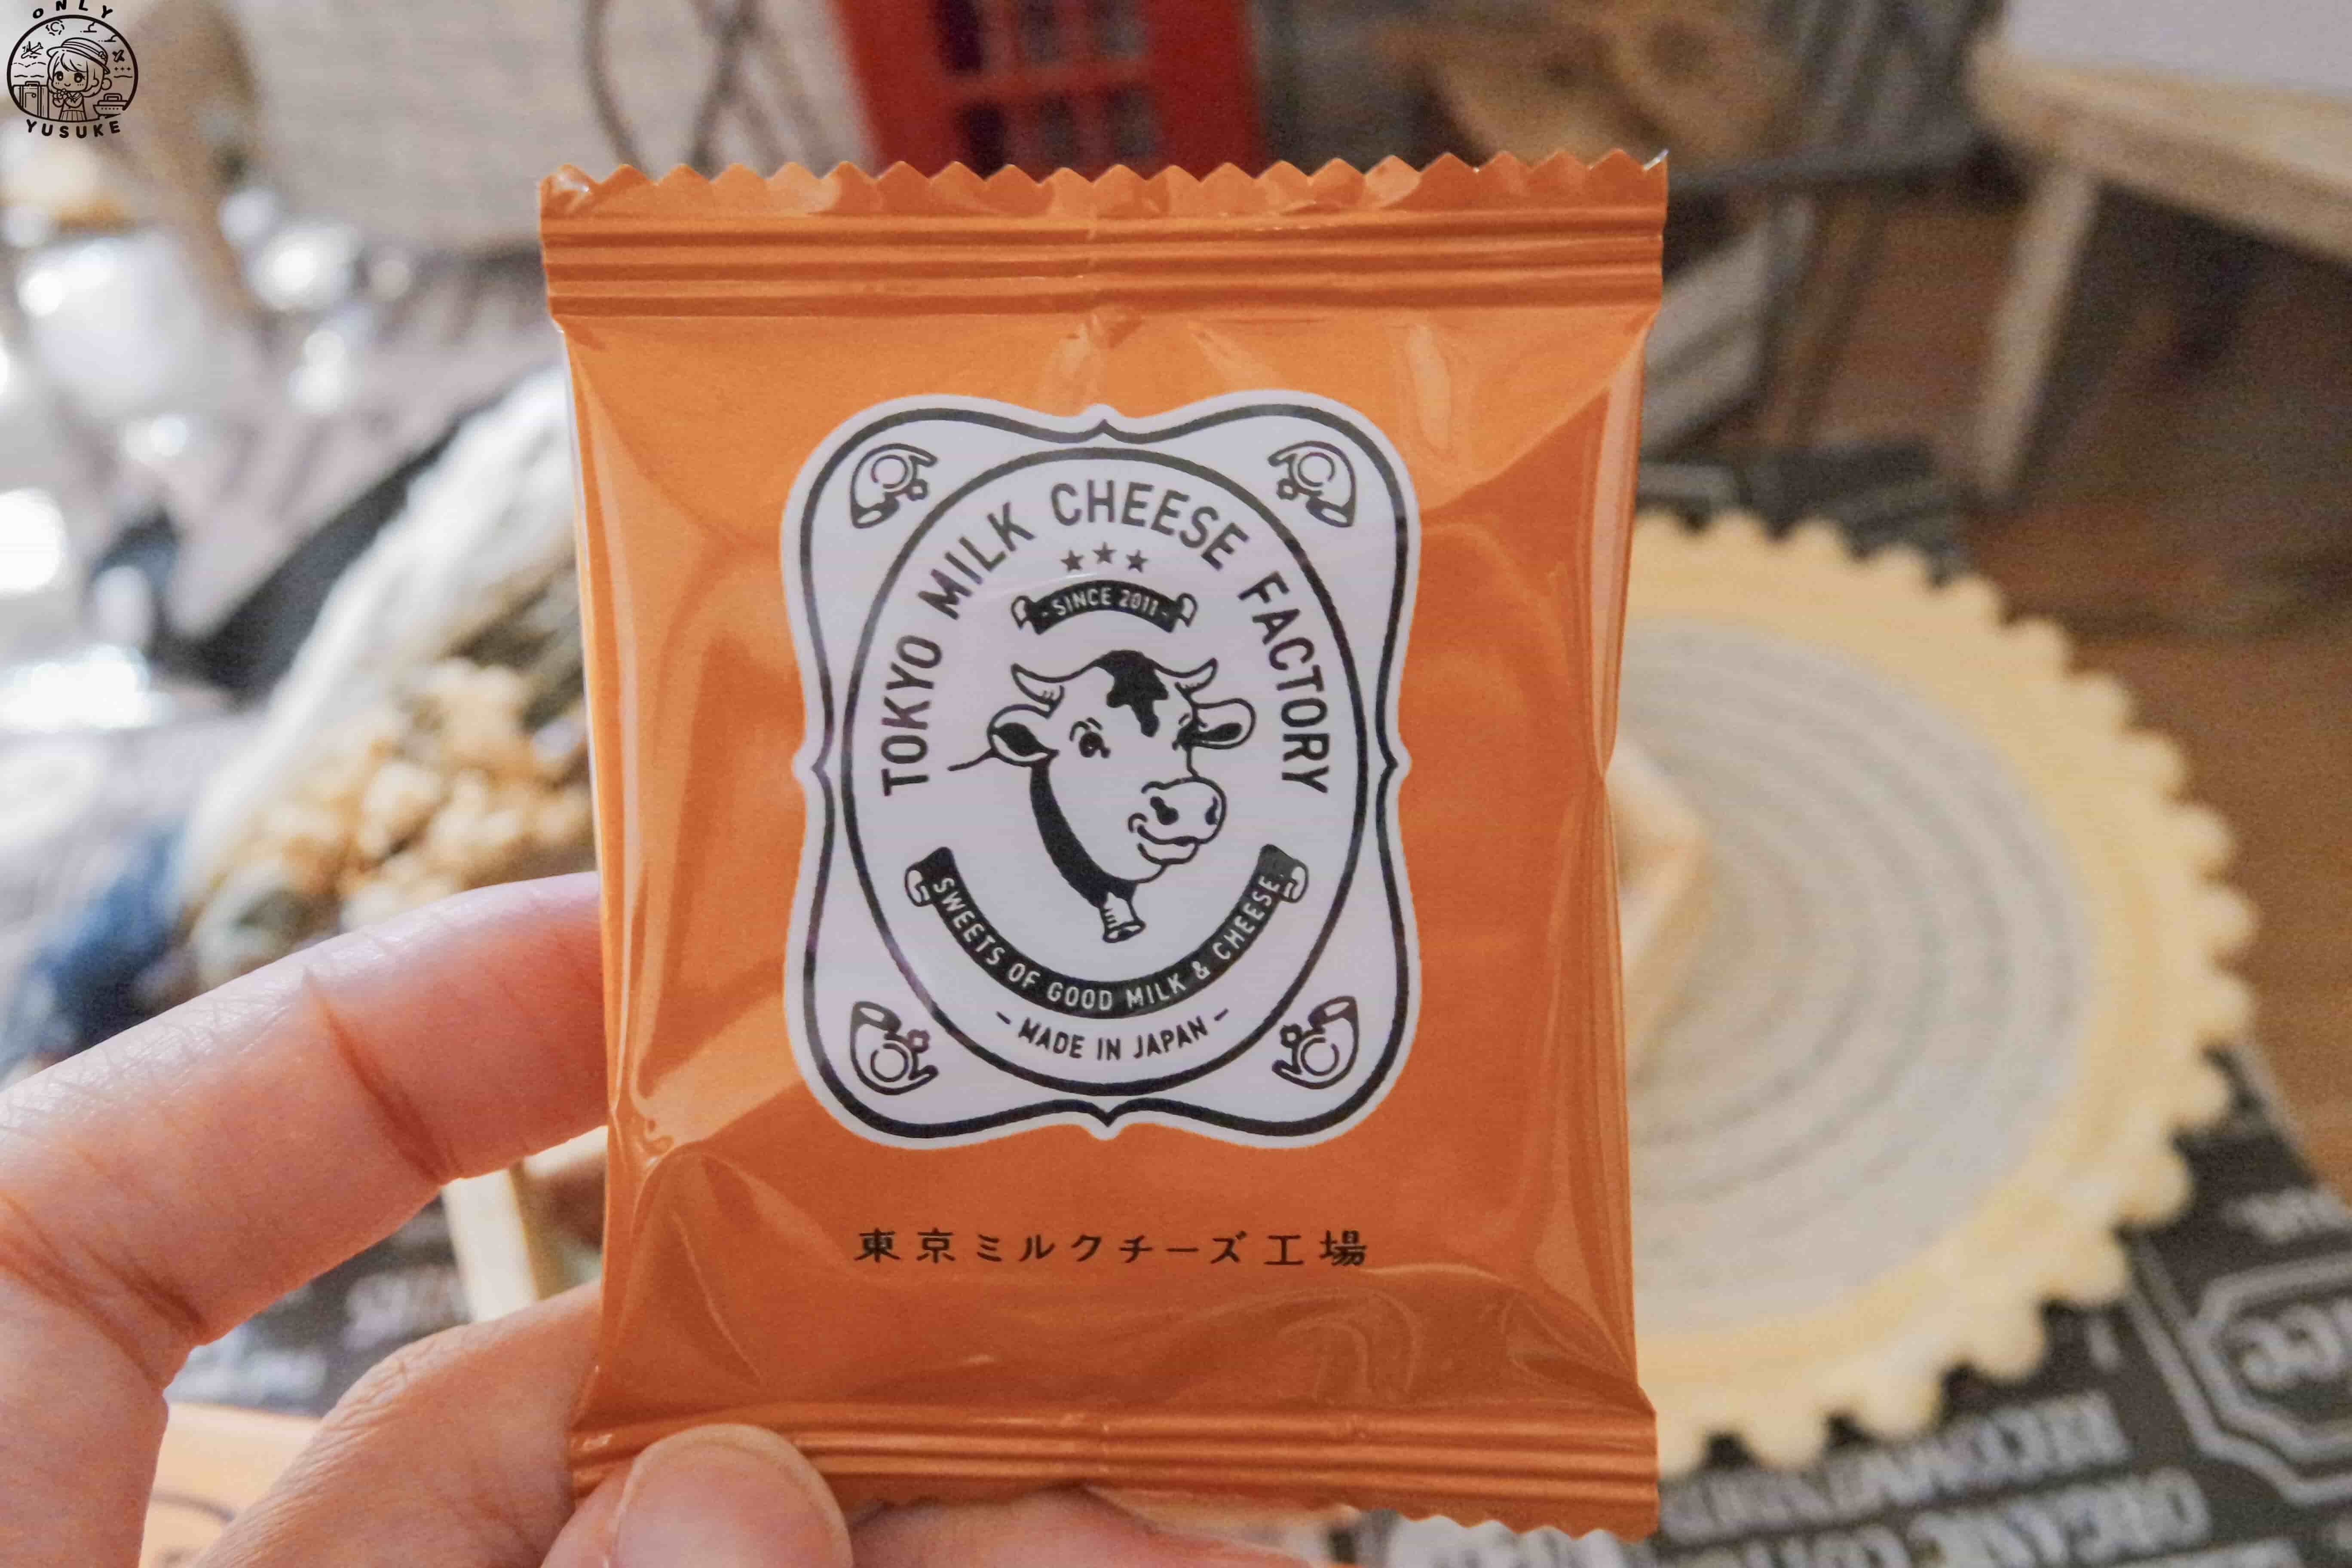 ONLY
YUSUKE
TOKYO MILK CHEESE FACTORY
- SINCE 2011 -
SWEETS OF GOOD MILK & CHEESE
- MADE IN JAPAN -
東京ミルクチーズ工場